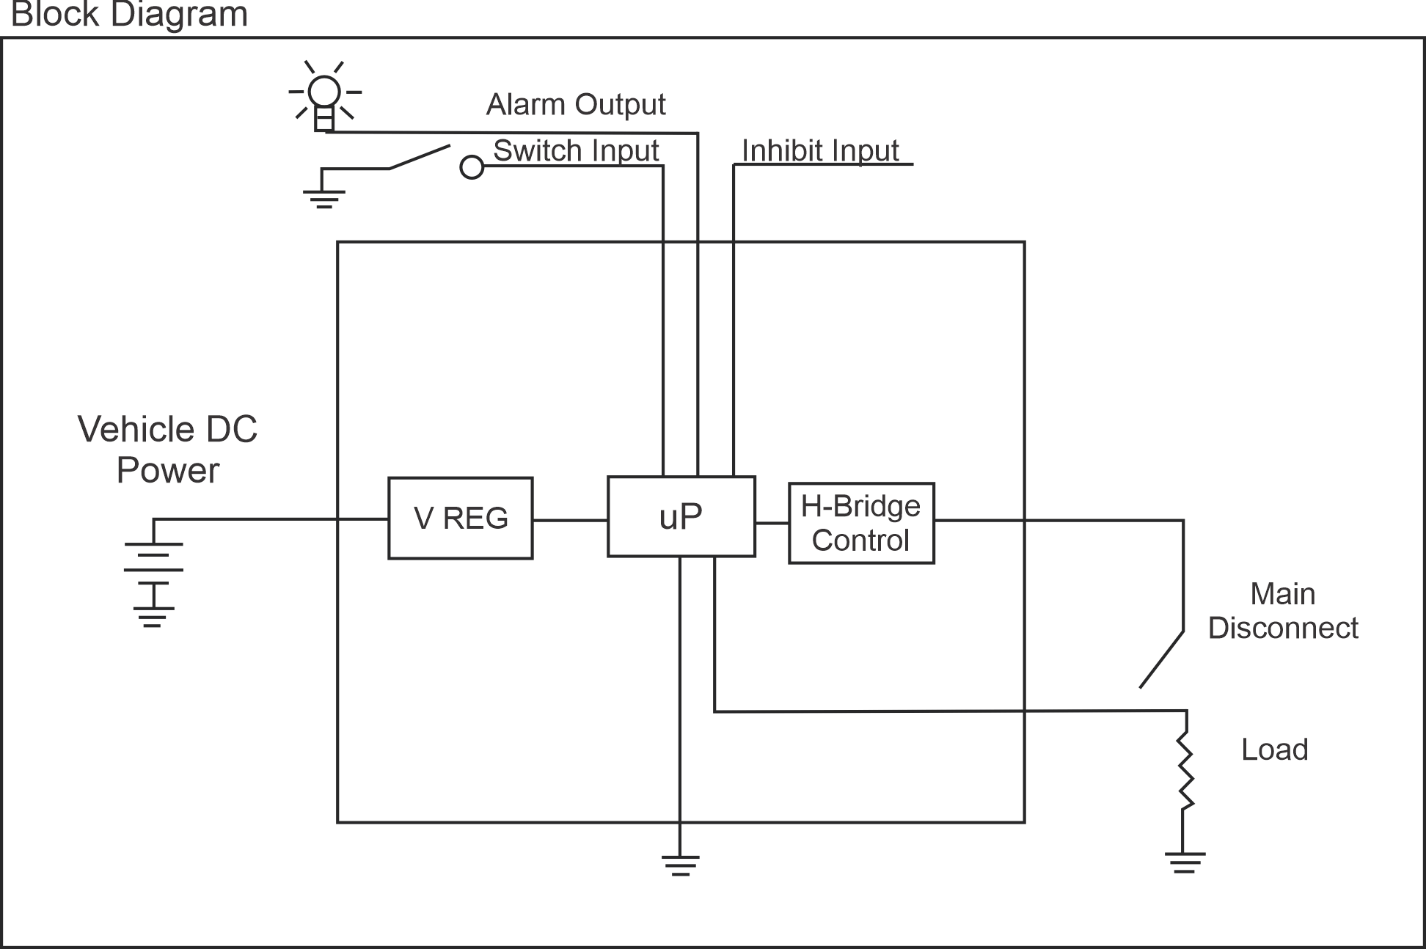 Block Diagram
Alarm Output
Switch Input
Inhibit Input
Vehicle DC
Power
V REG
uP
H-Bridge
Control
Main
Disconnect
Load